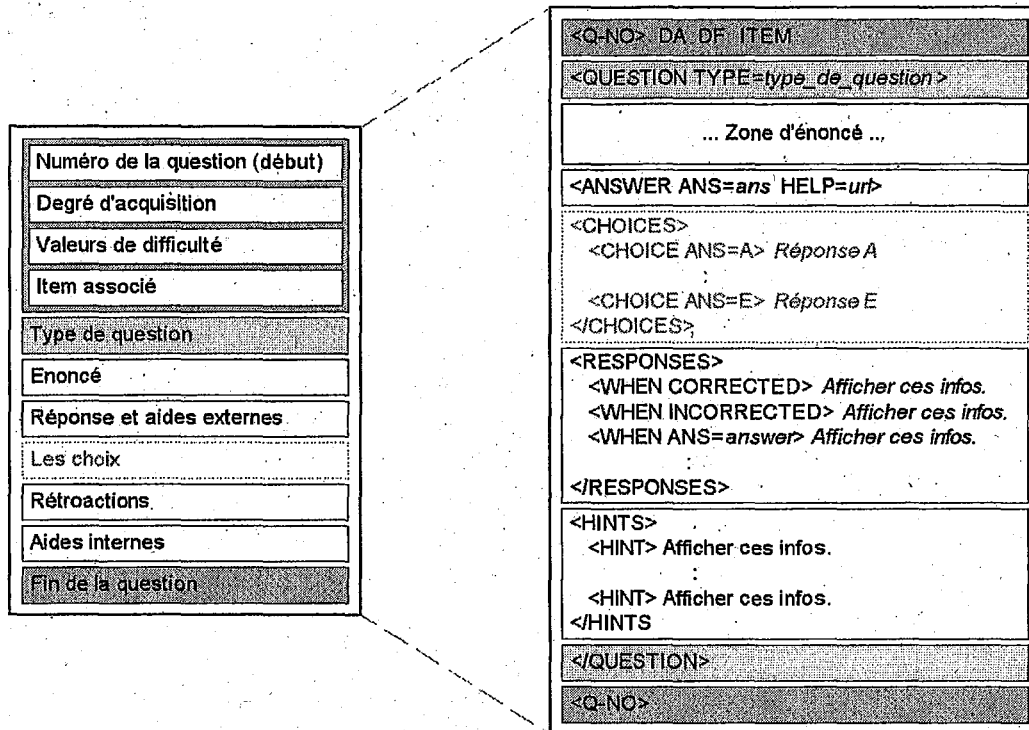 Numéro de la question (début)
Degré d'acquisition
Valeurs de difficulté
Item associé
Type de question
Enoncé
Réponse et aides externes
Les choix
Rétroactions
Aides internes
Fin de la question
<Q-NO> DA DF ITEM
<QUESTION TYPE=type_de_question>
... Zone d'énoncé ...
<ANSWER ANS=ans HELP=url>
<CHOICES>
<CHOICE ANS=A> Réponse A
:
<CHOICE ANS=E> Réponse E
</CHOICES>
<RESPONSES>
<WHEN CORRECTED> Afficher ces infos.
<WHEN INCORRECTED> Afficher ces infos.
<WHEN ANS=answer> Afficher ces infos.
:
</RESPONSES>
<HINTS>
<HINT> Afficher ces infos.
:
<HINT> Afficher ces infos.
</HINTS
</QUESTION>
<Q-NO>